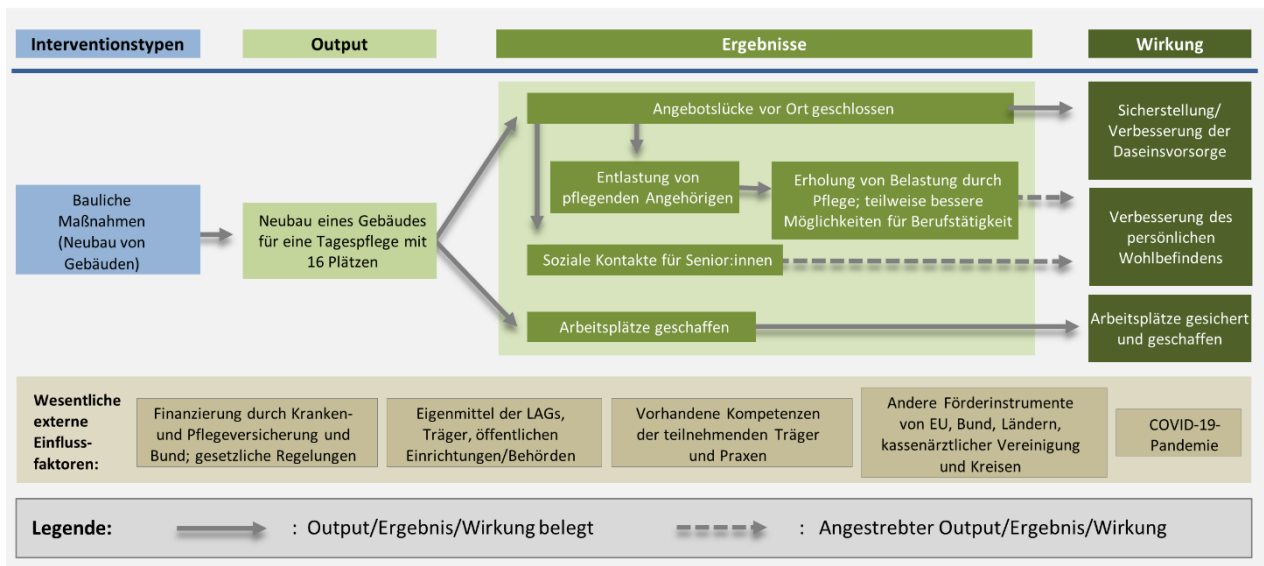 Interventionstypen
Output
Ergebnisse
Wirkung
Angebotslücke vor Ort geschlossen
Sicherstellung/
Verbesserung der
Daseinsvorsorge
Entlastung von
pflegenden Angehörigen
Erholung von Belastung durch
Pflege; teilweise bessere
Möglichkeiten für Berufstätigkeit
Bauliche
Maßnahmen
(Neubau von
Gebäuden)
Neubau eines Gebäudes
für eine Tagespflege mit
16 Plätzen
Verbesserung des
persönlichen
Wohlbefindens
Soziale Kontakte für Senior:innen
Arbeitsplätze geschaffen
Arbeitsplätze gesichert
und geschaffen
Wesentliche
externe
Einfluss-
faktoren:
Finanzierung durch Kranken-
und Pflegeversicherung und
Bund; gesetzliche Regelungen
Eigenmittel der LAGs,
Träger, öffentlichen
Einrichtungen/Behörden
Vorhandene Kompetenzen
der teilnehmenden Träger
und Praxen
Andere Förderinstrumente
von EU, Bund, Ländern,
kassenärztlicher Vereinigung
und Kreisen
COVID-19-
Pandemie
Legende:
: Output/Ergebnis/Wirkung belegt
: Angestrebter Output/Ergebnis/Wirkung